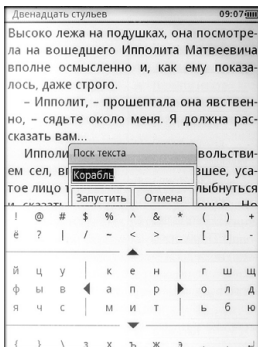 Двенадцать стульев 09:07
Высоко лежа на подушках, она посмотре-
ла на вошедшего Ипполита Матвеевича
вполне осмысленно и, как ему показа-
лось, даже строго.
– Ипполит, – прошептала она явствен-
но, – сядьте около меня. Я должна рас-
сказать вам...
Ипполи
Поск текста
вольстви-
ем сел, вг
Корабль
вшее, уса-
тое лицо т
лыбнуться
Запустить Отмена
! @ # $ % ^ & * ( ) +
ё ? | / ~ < > _ [ ] -
й ц у к е н г ш щ
ф ы в а п р о л д
я ч с м и т ь б ю
{ } \ з х ъ ж э